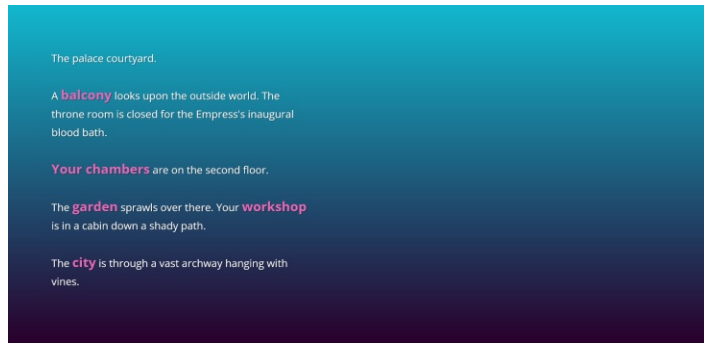 The palace courtyard.
A balcony looks upon the outside world. The
throne room is closed for the Empress's inaugural
blood bath.
Your chambers are on the second floor.
The garden sprawls over there. Your workshop
is in a cabin down a shady path.
The city is through a vast archway hanging with
vines.